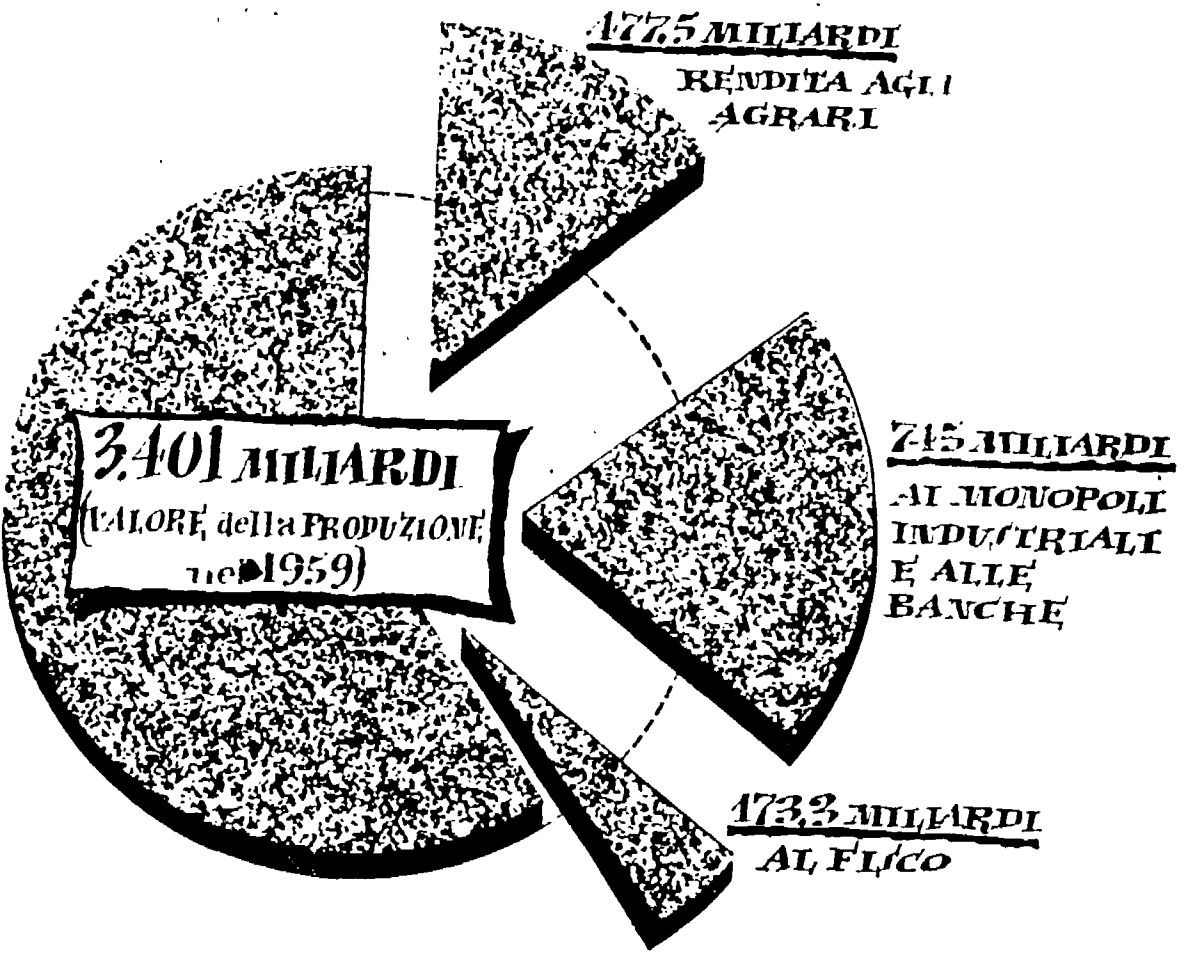 477,5 MILIARDI
RENDITA AGLI
AGRARI
3.401 MILIARDI
(VALORE della PRODUZIONE
nel 1959)
745 MILIARDI
AI MONOPOLI
INDUSTRIALI
E ALLE
BANCHE
173,3 MILIARDI
AL FISCO